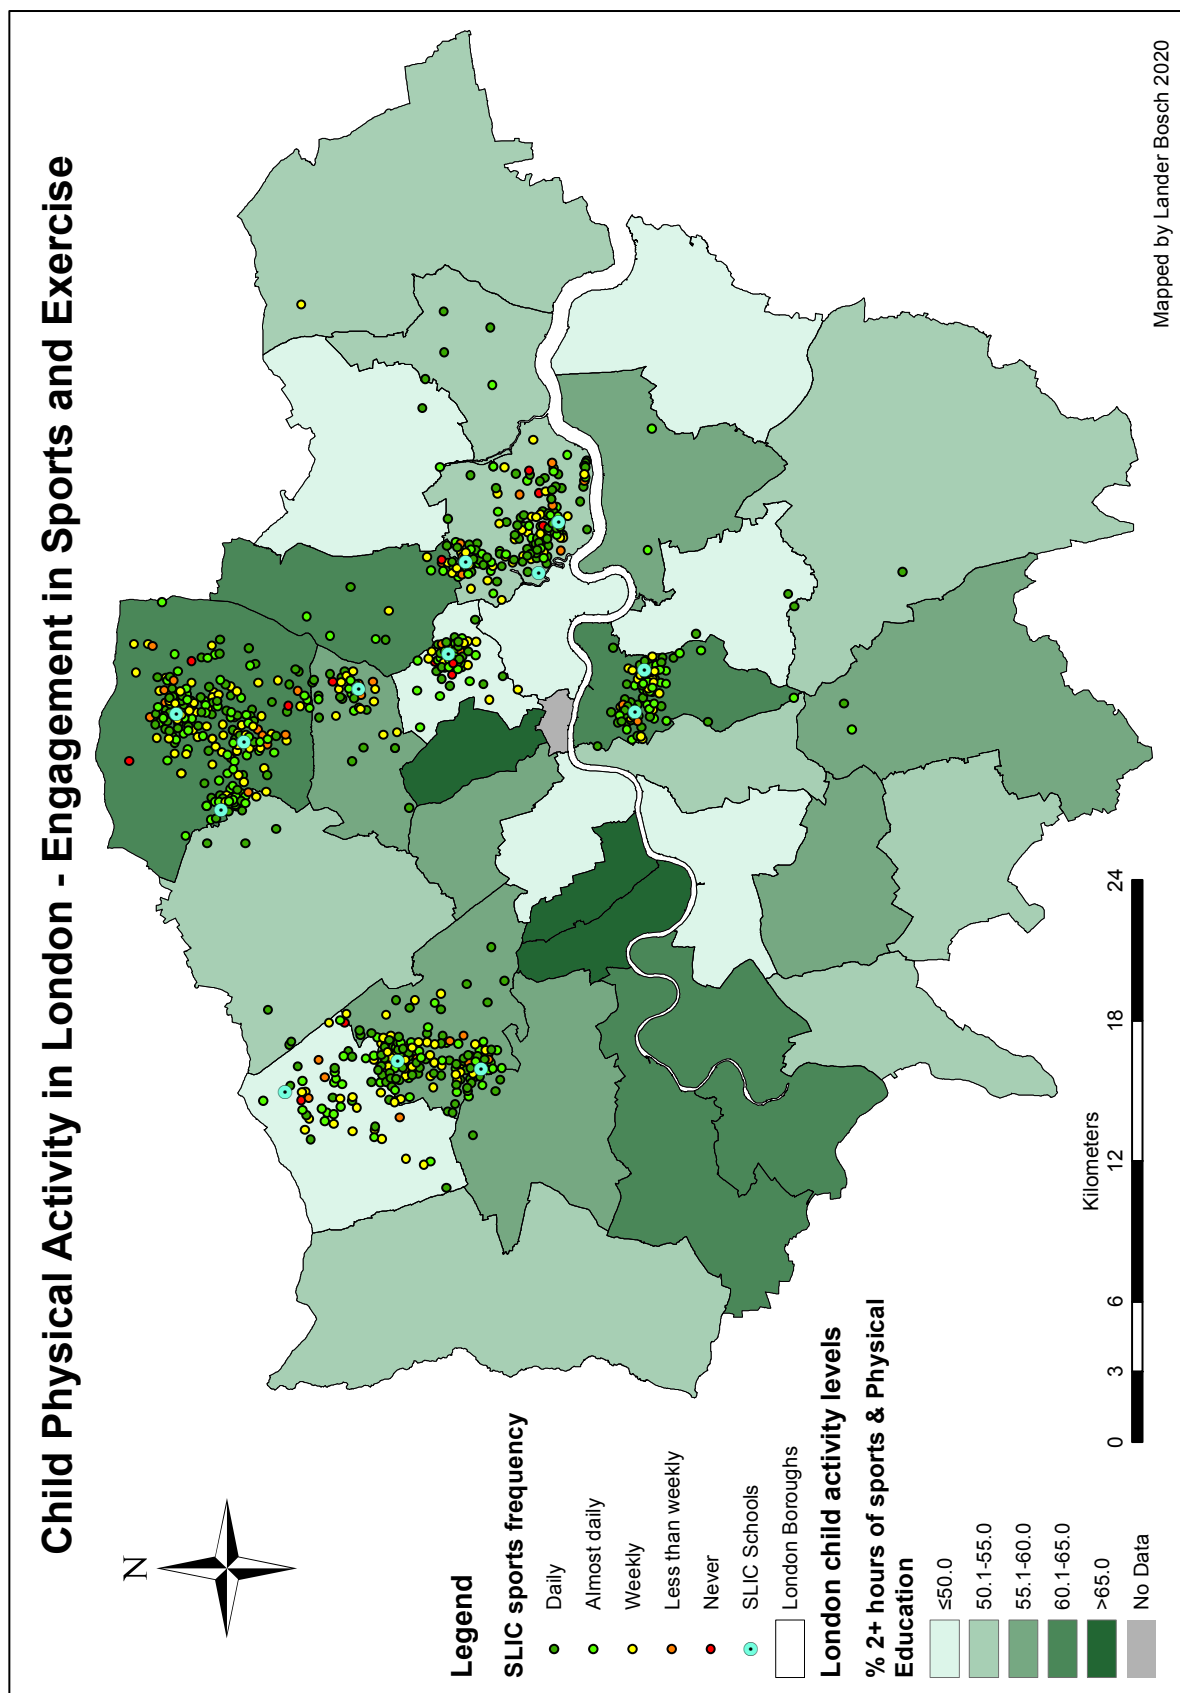 Child Physical Activity in London - Engagement in Sports and Exercise
N
Legend
SLIC sports frequency
Daily
Almost daily
Weekly
Less than weekly
Never
SLIC Schools
London Boroughs
London child activity levels
% 2+ hours of sports & Physical
Education
≤50.0
50.1-55.0
55.1-60.0
60.1-65.0
>65.0
No Data
0 3 6 12 18 24
Kilometers
Mapped by Lander Bosch 2020